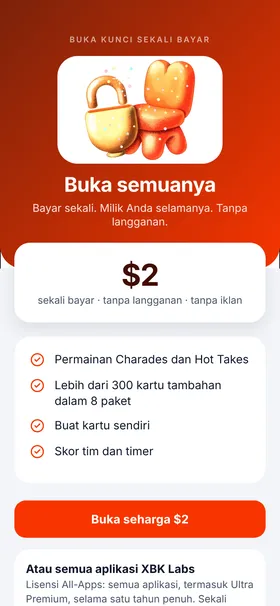 BUKA KUNCI SEKALI BAYAR
Buka semuanya
Bayar sekali. Milik Anda selamanya. Tanpa
langganan.
$2
sekali bayar · tanpa langganan · tanpa iklan
Permainan Charades dan Hot Takes
Lebih dari 300 kartu tambahan
dalam 8 paket
Buat kartu sendiri
Skor tim dan timer
Buka seharga $2
Atau semua aplikasi XBK Labs
Lisensi All-Apps: semua aplikasi, termasuk Ultra
Premium, selama satu tahun penuh. Sekali